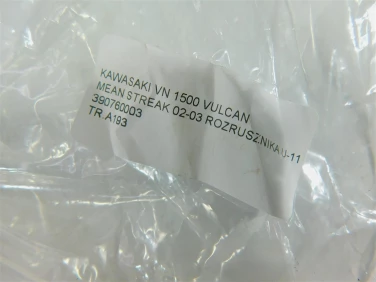 KAWASAKI VN 1500 VULCAN
MEAN STREAK 02-03 ROZRUSZNIKA U-11
390760003
TR.A193